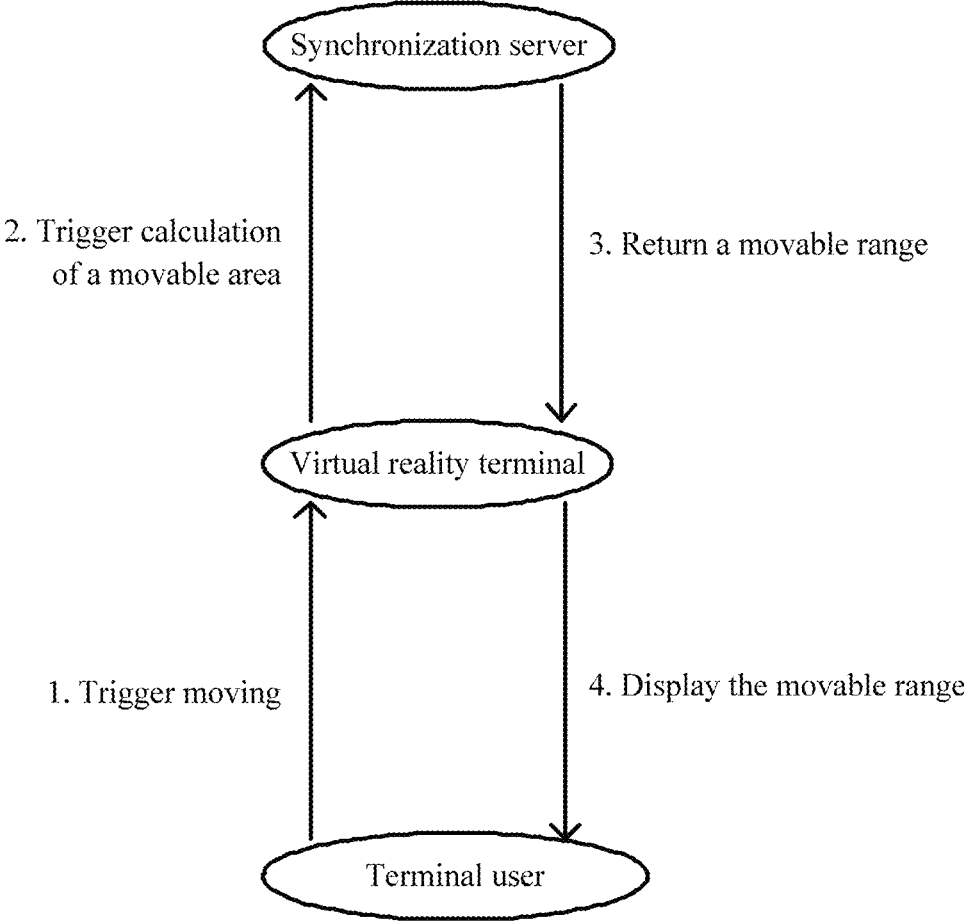 Synchronization server
2. Trigger calculation
of a movable area
3. Return a movable range
Virtual reality terminal
1. Trigger moving
4. Display the movable range
Terminal user